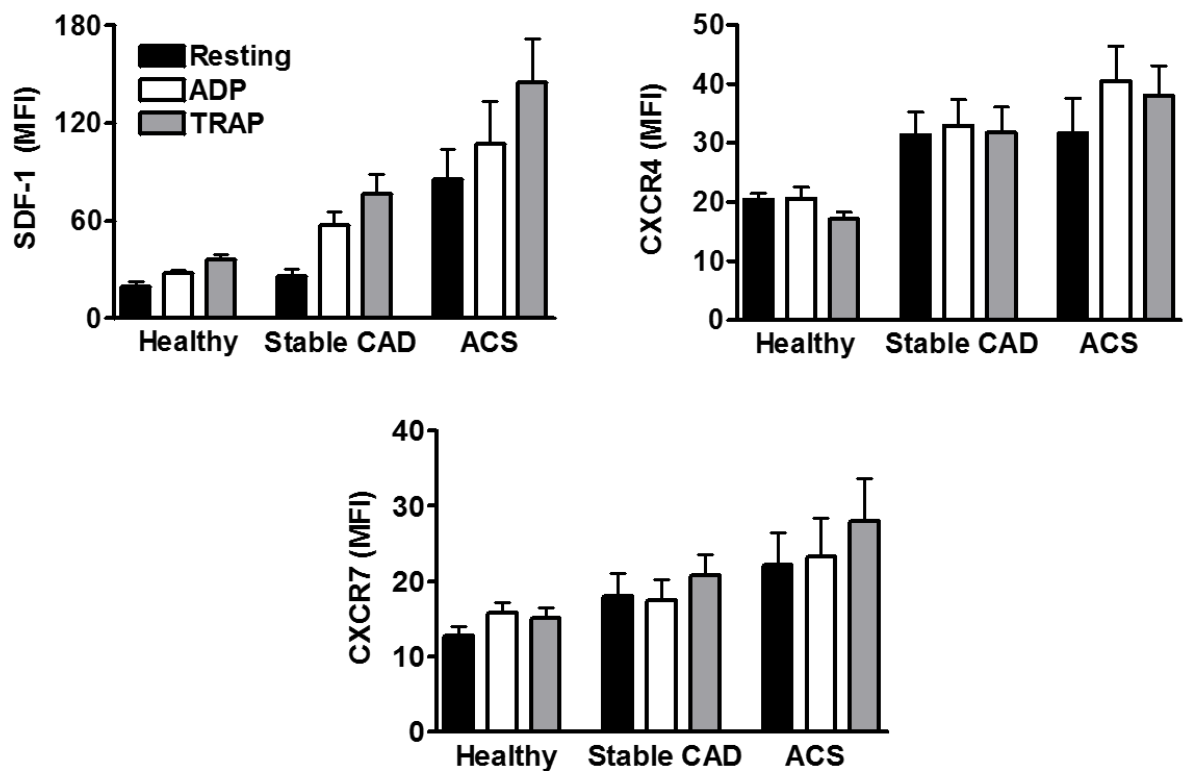 SDF-1 (MFI)
180
120
60
0
Resting
ADP
TRAP
Healthy Stable CAD ACS
CXCR4 (MFI)
50
40
30
20
10
0
Healthy Stable CAD ACS
CXCR7 (MFI)
40
30
20
10
0
Healthy Stable CAD ACS